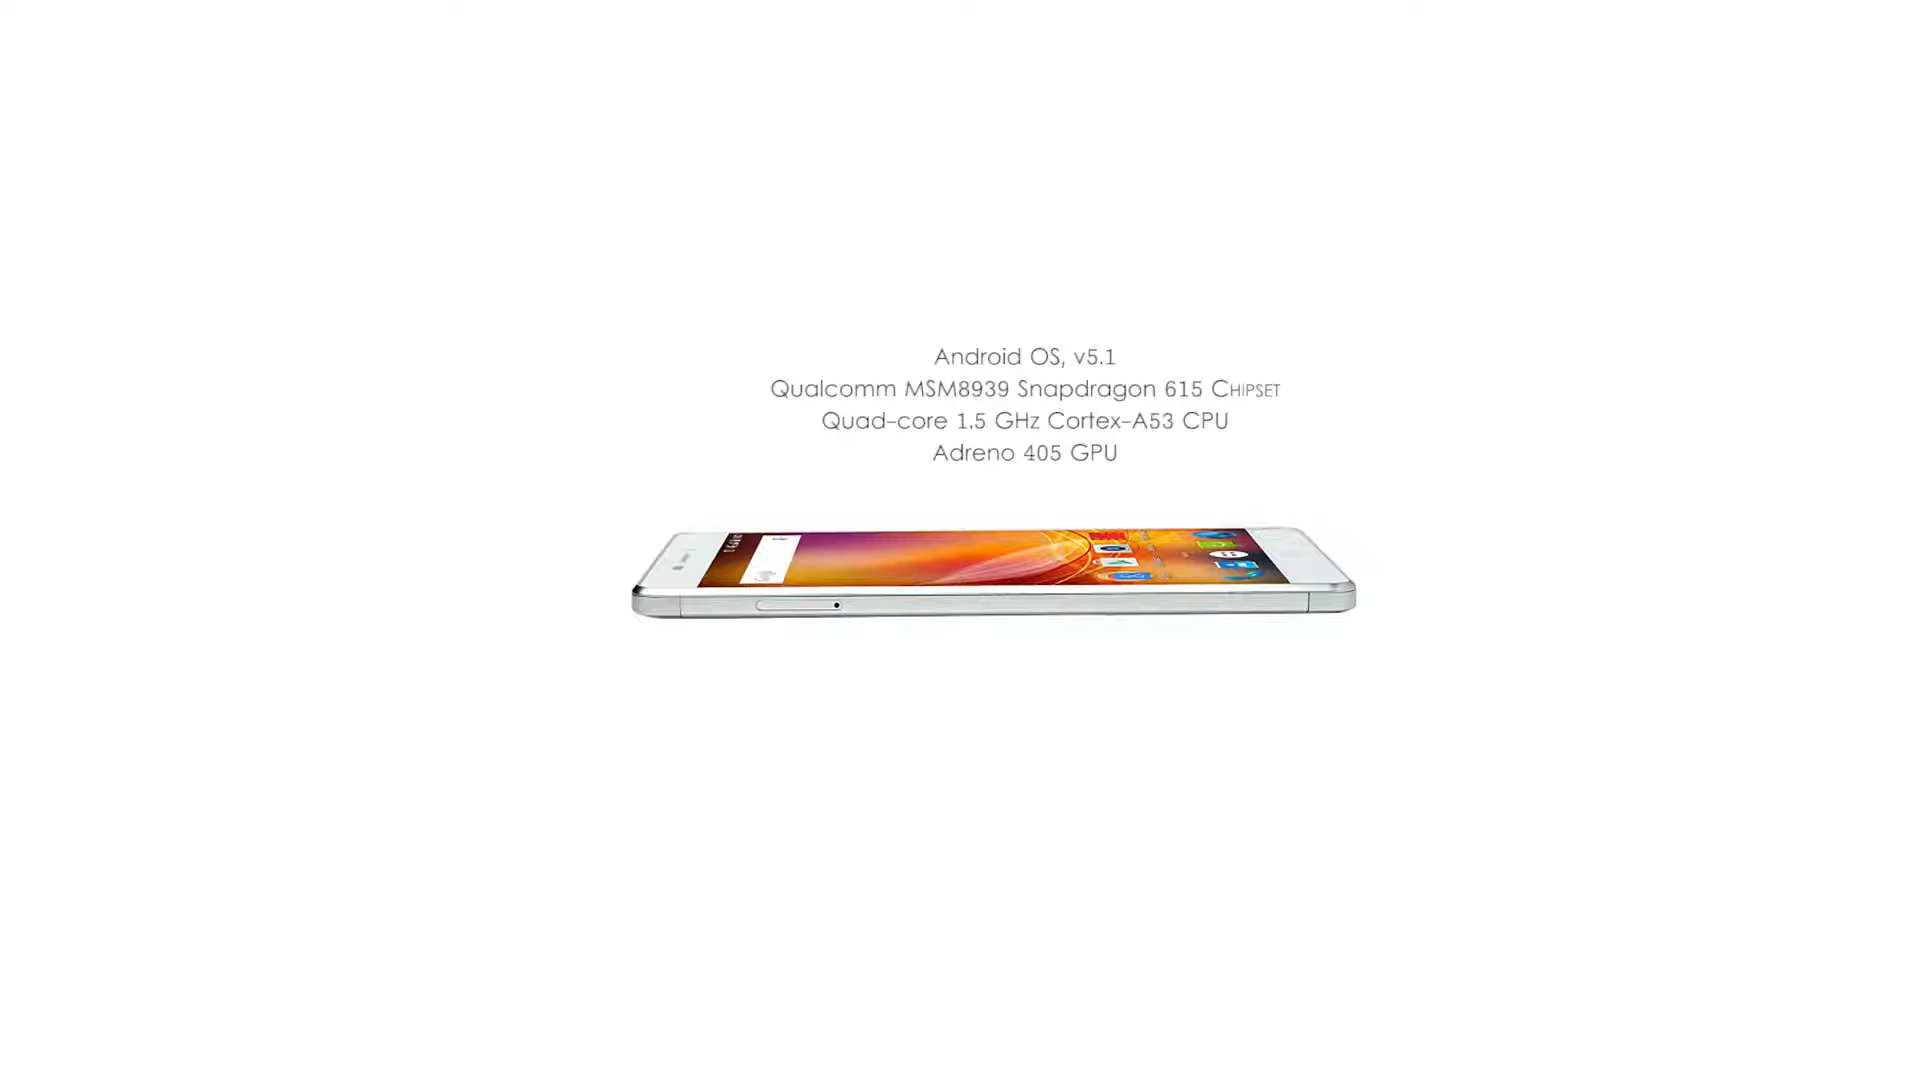 Android OS, v5.1
Qualcomm MSM8939 Snapdragon 615 Chipset
Quad-core 1.5 GHz Cortex-A53 CPU
Adreno 405 GPU